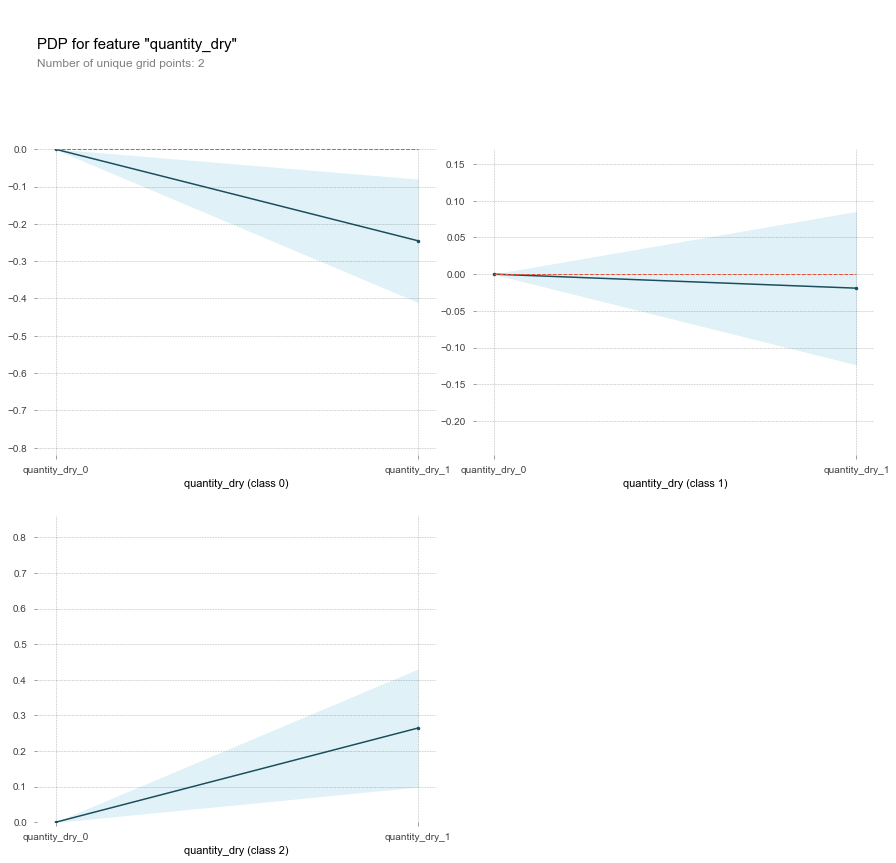 PDP for feature "quantity_dry"
Number of unique grid points: 2
0.0
−0.1
−0.2
−0.3
−0.4
−0.5
−0.6
−0.7
−0.8
quantity_dry_0
quantity_dry_1
quantity_dry (class 0)
0.15
0.10
0.05
0.00
−0.05
−0.10
−0.15
−0.20
quantity_dry_0
quantity_dry_1
quantity_dry (class 1)
0.8
0.7
0.6
0.5
0.4
0.3
0.2
0.1
0.0
quantity_dry_0
quantity_dry_1
quantity_dry (class 2)